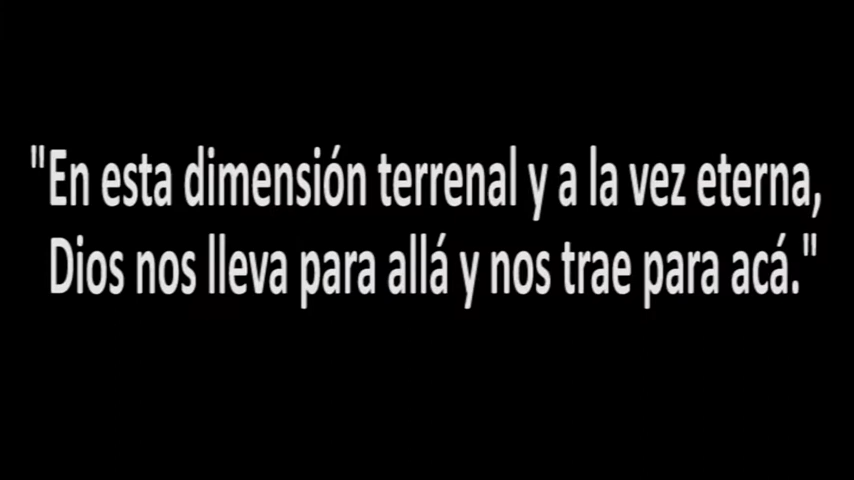 "En esta dimensión terrenal y a la vez eterna,
Dios nos lleva para allá y nos trae para acá."